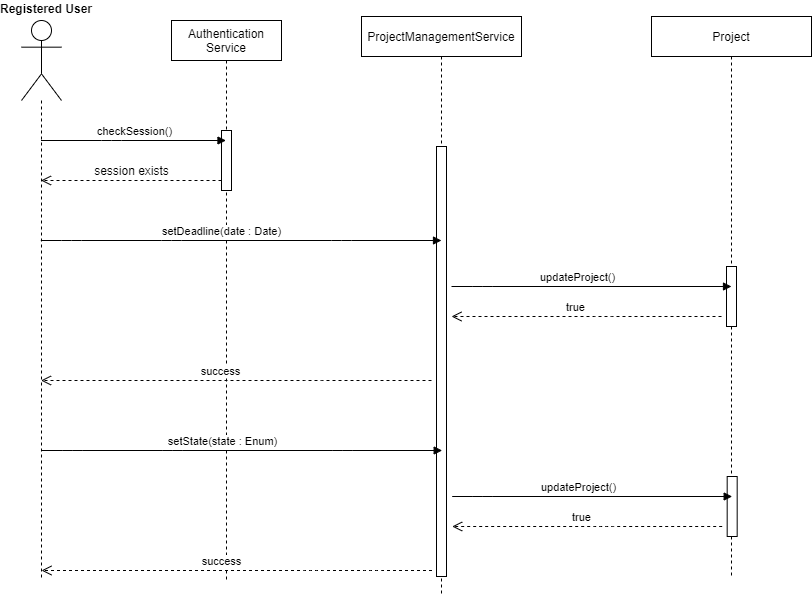 Registered User
Authentication
Service
ProjectManagementService
Project
checkSession()
session exists
setDeadline(date : Date)
updateProject()
true
success
setState(state : Enum)
updateProject()
true
success